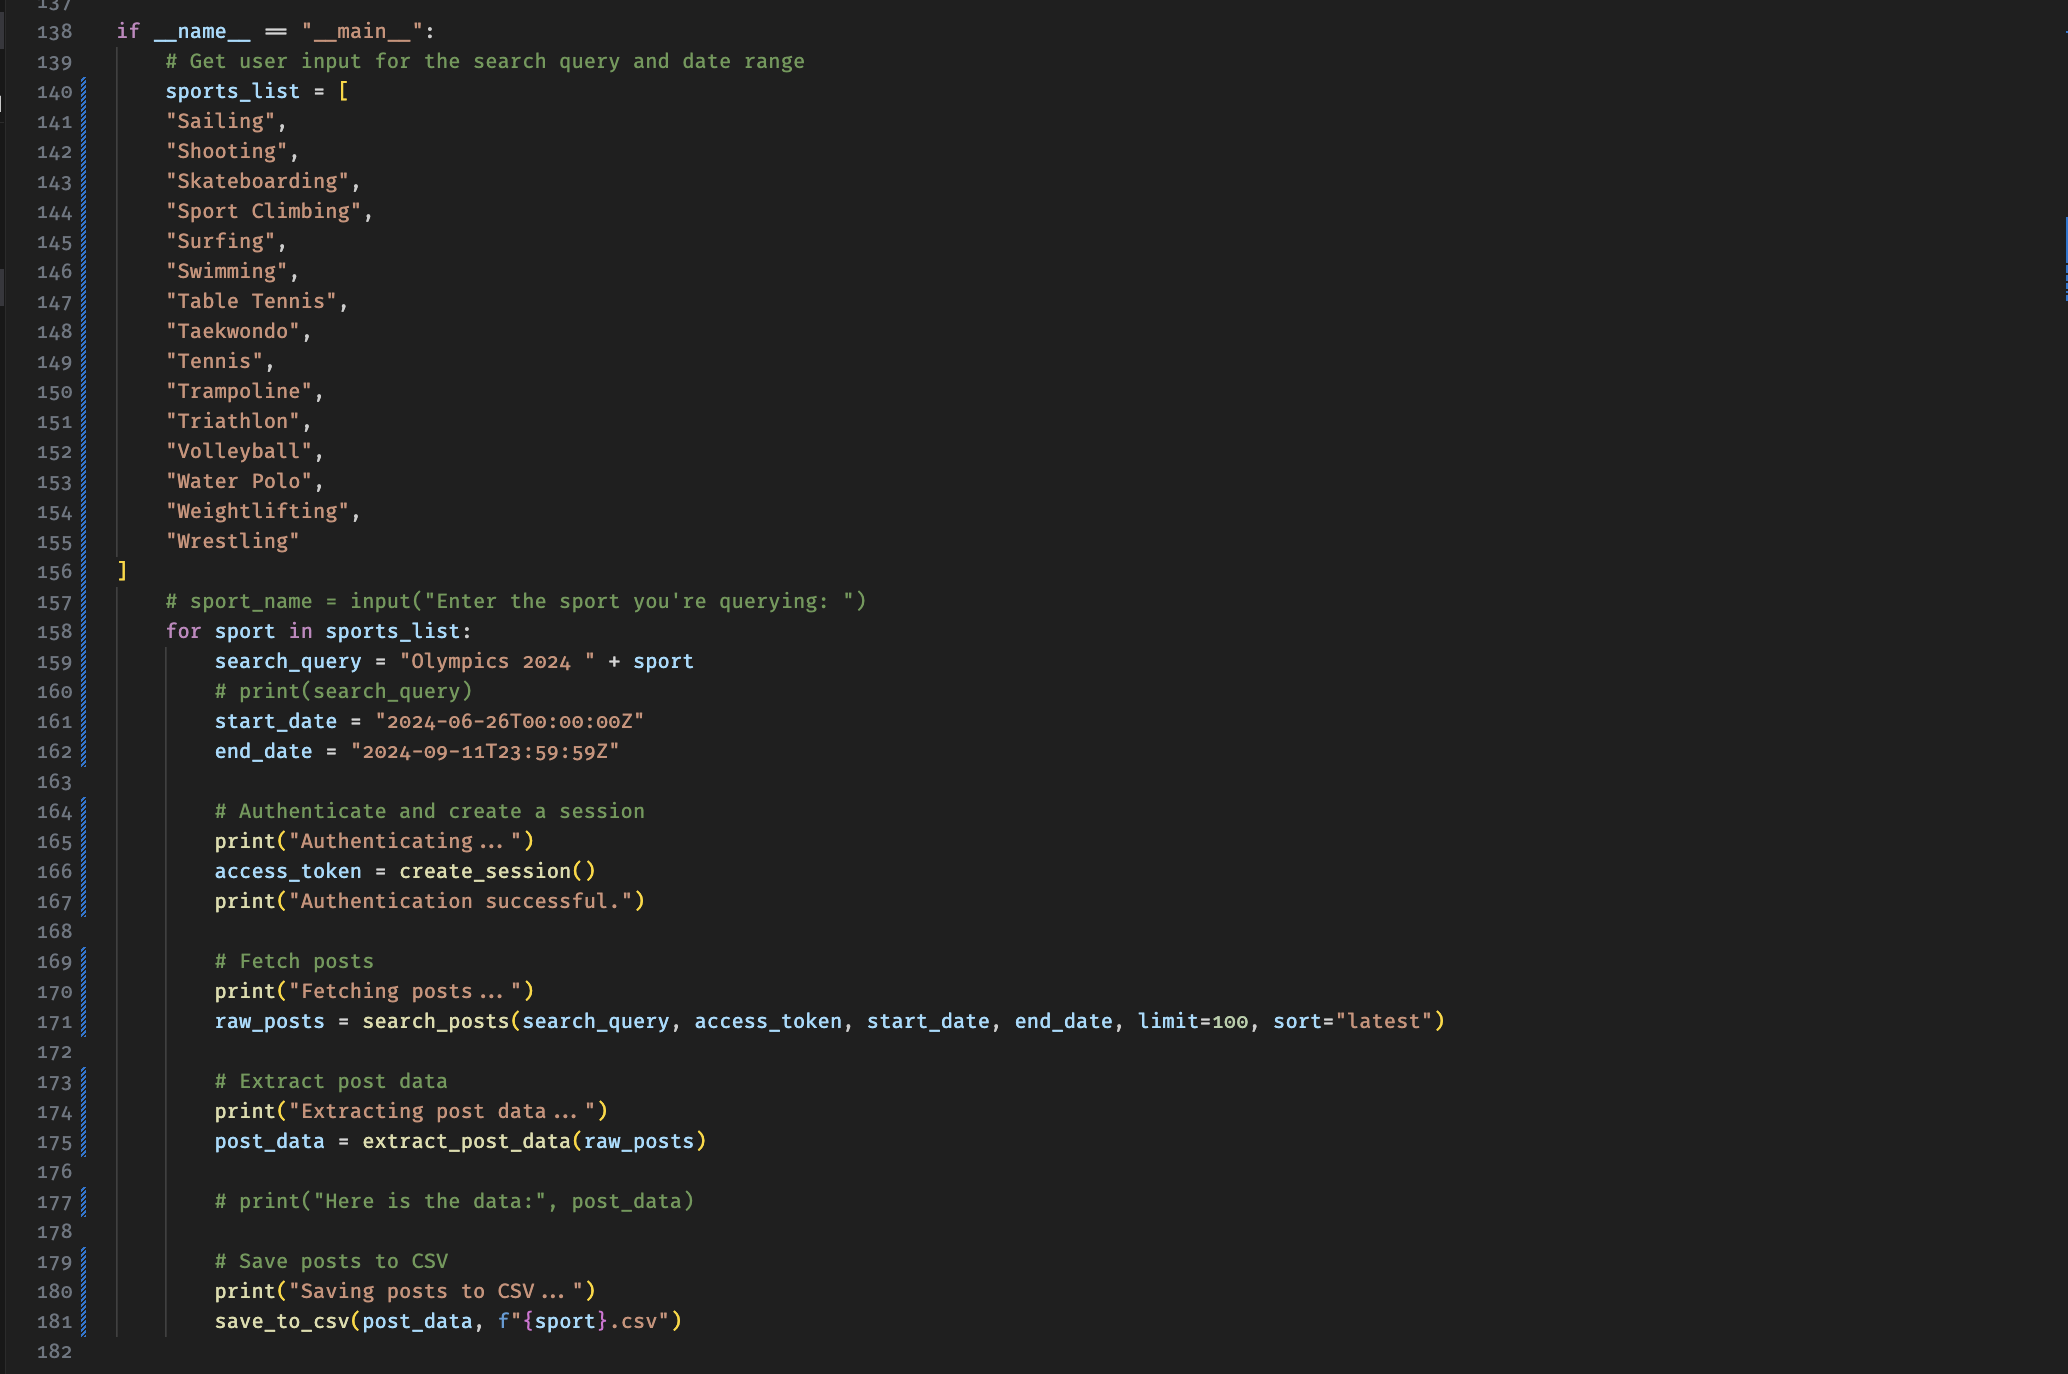 137
138 if __name__ == "__main__":
139 # Get user input for the search query and date range
140 sports_list = [
141 "Sailing",
142 "Shooting",
143 "Skateboarding",
144 "Sport Climbing",
145 "Surfing",
146 "Swimming",
147 "Table Tennis",
148 "Taekwondo",
149 "Tennis",
150 "Trampoline",
151 "Triathlon",
152 "Volleyball",
153 "Water Polo",
154 "Weightlifting",
155 "Wrestling"
156 ]
157 # sport_name = input("Enter the sport you're querying: ")
158 for sport in sports_list:
159 search_query = "Olympics 2024 " + sport
160 # print(search_query)
161 start_date = "2024-06-26T00:00:00Z"
162 end_date = "2024-09-11T23:59:59Z"
163
164 # Authenticate and create a session
165 print("Authenticating...")
166 access_token = create_session()
167 print("Authentication successful.")
168
169 # Fetch posts
170 print("Fetching posts...")
171 raw_posts = search_posts(search_query, access_token, start_date, end_date, limit=100, sort="latest")
172
173 # Extract post data
174 print("Extracting post data...")
175 post_data = extract_post_data(raw_posts)
176
177 # print("Here is the data:", post_data)
178
179 # Save posts to CSV
180 print("Saving posts to CSV...")
181 save_to_csv(post_data, f"{sport}.csv")
182